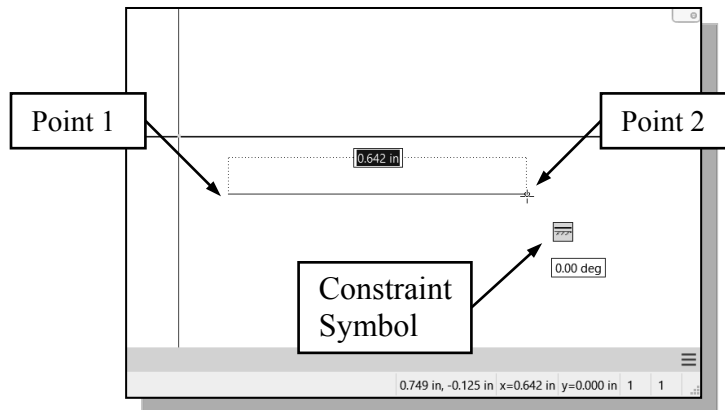 Point 1
Point 2
0.642 in
0.00 deg
Constraint
Symbol
0.749 in, -0.125 in x=0.642 in y=0.000 in 1 1